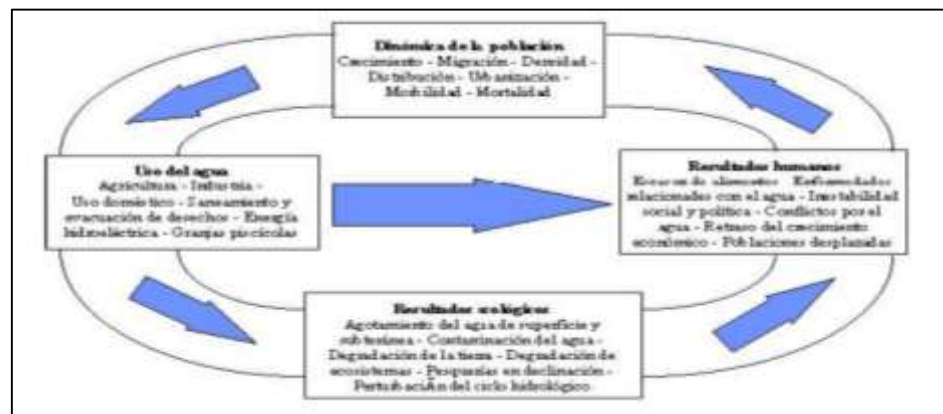 Dinámica de la población
Crecimiento - Migración - Densidad -
Distribución - Urbanización -
Morbilidad - Mortalidad
Uso del agua
Agricultura - Industria -
Uso doméstico - Saneamiento y
evacuación de desechos - Energía
hidroeléctrica - Granjas piscícolas
Resultados humanos
Escasez de alimentos - Enfermedades
relacionados con el agua - Inestabilidad
social y política - Conflictos por el
agua - Retraso del crecimiento
económico - Poblaciones desplazadas
Resultados ecológicos
Agotamiento del agua de superficie y
subterránea - Contaminación del agua -
Degradación de la tierra - Degradación de
ecosistemas - Pesquerías en declinación -
PerturbaciÃn del ciclo hidrológico